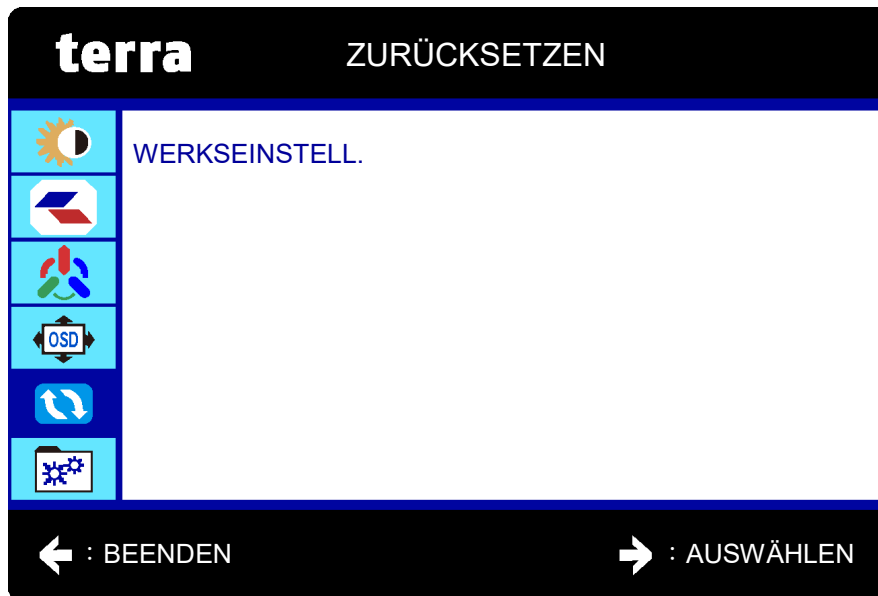 terra ZURÜCKSETZEN
WERKSEINSTELL.
OSD
: BEENDEN : AUSWÄHLEN